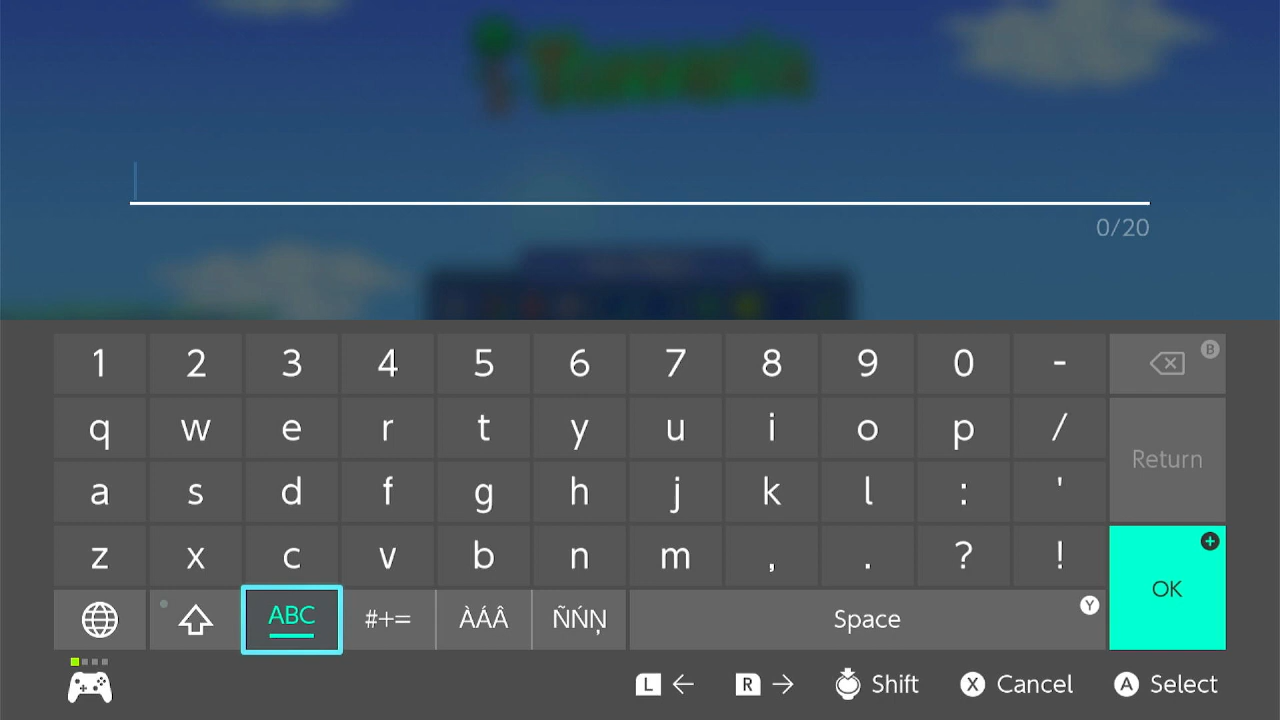 Terraria
0/20
1 2 3 4 5 6 7 8 9 0 - B
q w e r t y u i o p / Return
a s d f g h j k l : '
z x c v b n m , . ? ! OK
ABC #+= ÀÁÂ ÑŃŅ Space Y
L ← R → Shift X Cancel A Select